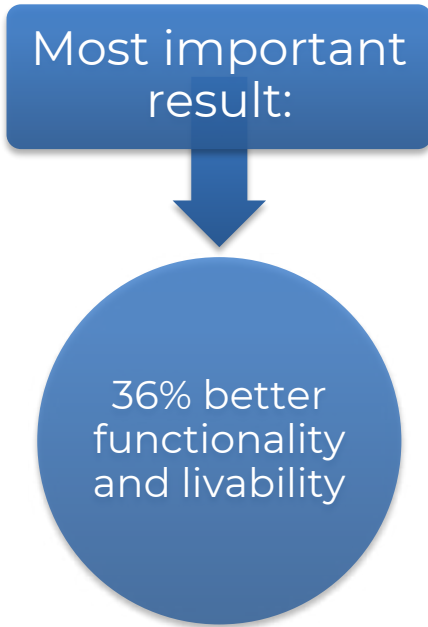 Most important
result:
36% better
functionality
and livability